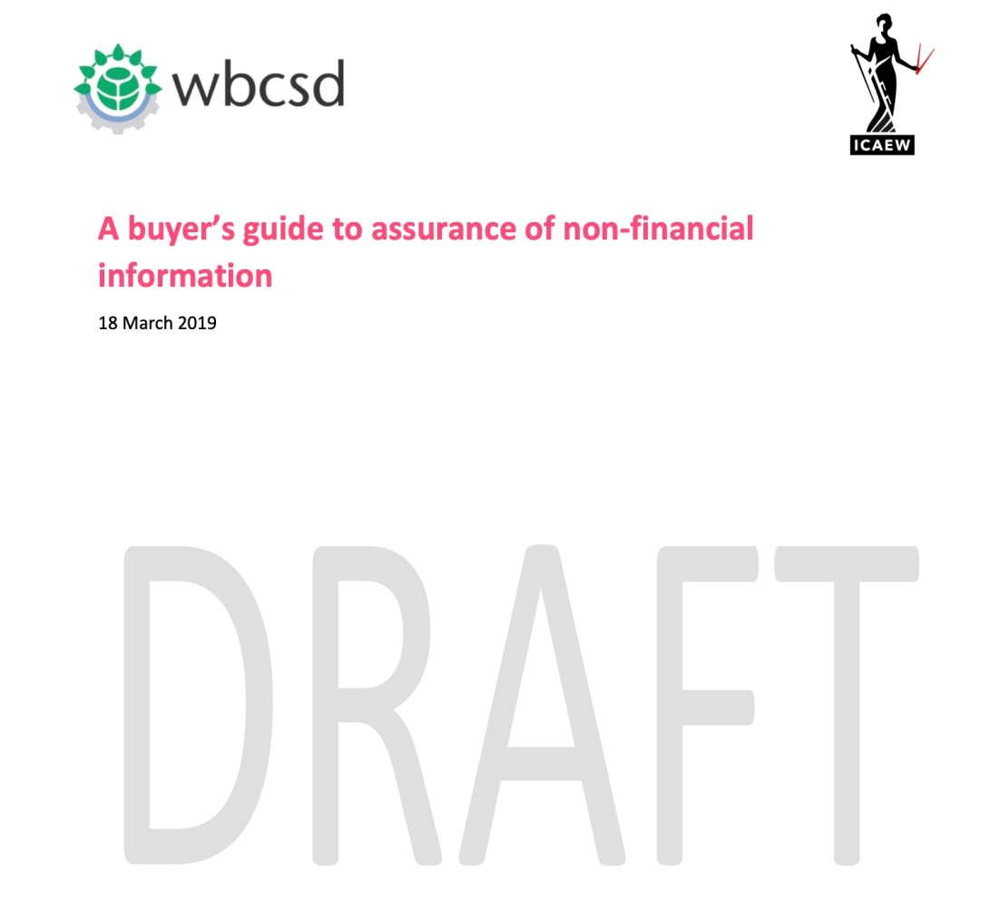 wbcsd
ICAEW
A buyer’s guide to assurance of non-financial
information
18 March 2019
DRAFT